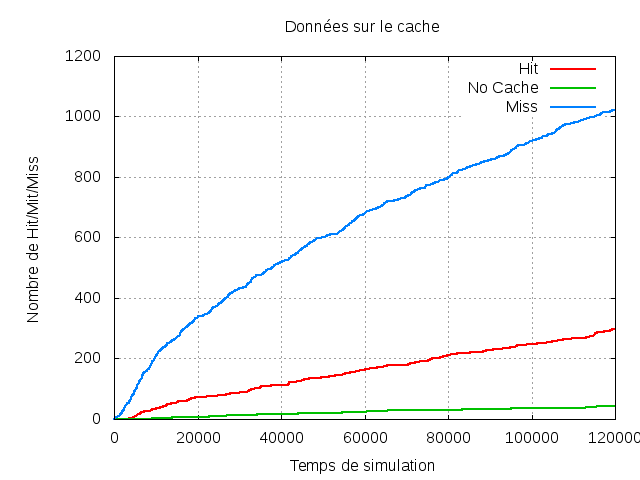 Données sur le cache
Nombre de Hit/Mit/Miss
1200
1000
800
600
400
200
0
Hit
No Cache
Miss
0 20000 40000 60000 80000 100000 120000
Temps de simulation